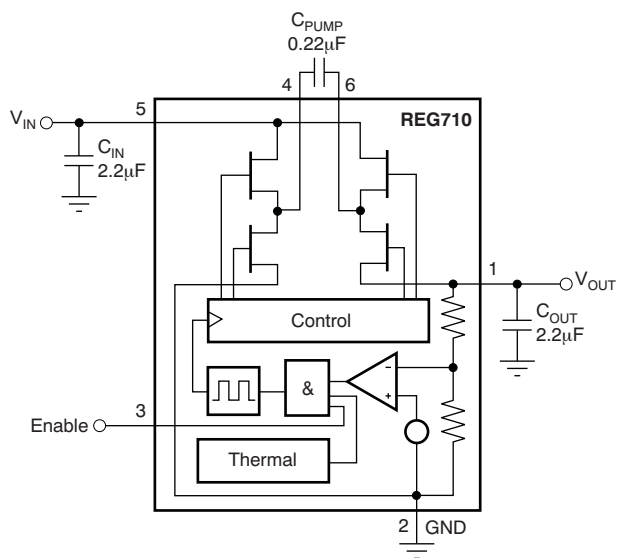 C_PUMP
0.22μF
4 6
V_IN 5 REG710
C_IN
2.2μF
1 V_OUT
C_OUT
2.2μF
Control
- +
&
Enable 3
Thermal
2 GND